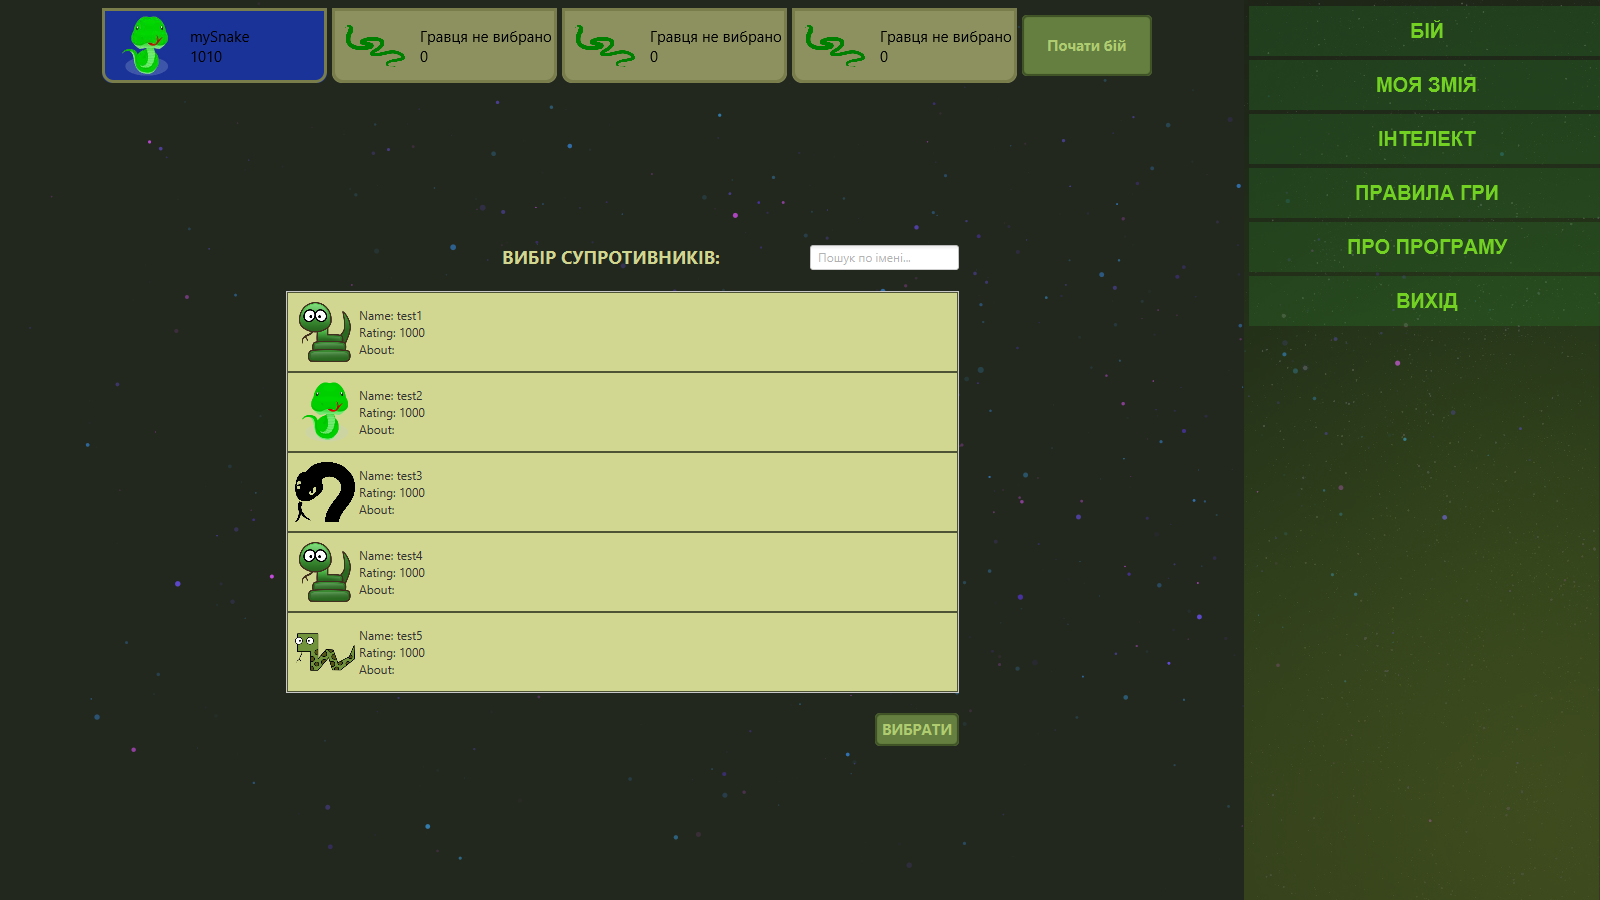 mySnake
1010
Гравця не вибрано
0
Гравця не вибрано
0
Гравця не вибрано
0
Почати бій
БІЙ
МОЯ ЗМІЯ
ІНТЕЛЕКТ
ПРАВИЛА ГРИ
ПРО ПРОГРАМУ
ВИХІД
ВИБІР СУПРОТИВНИКІВ:
Пошук по імені...
Name: test1
Rating: 1000
About:
Name: test2
Rating: 1000
About:
Name: test3
Rating: 1000
About:
Name: test4
Rating: 1000
About:
Name: test5
Rating: 1000
About:
ВИБРАТИ